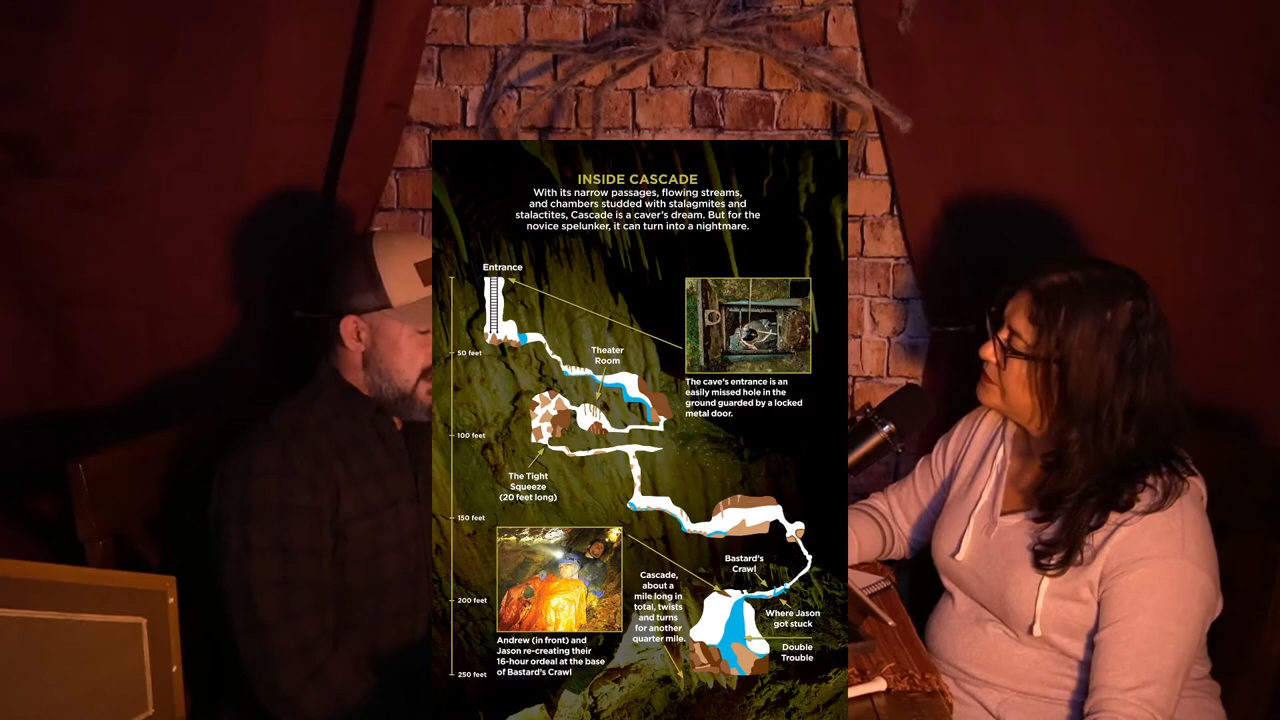 INSIDE CASCADE
With its narrow passages, flowing streams,
and chambers studded with stalagmites and
stalactites, Cascade is a caver's dream. But for the
novice spelunker, it can turn into a nightmare.
Entrance
50 feet
Theater
Room
The cave's entrance is an
easily missed hole in the
ground guarded by a locked
metal door.
100 feet
The Tight
Squeeze
(20 feet long)
150 feet
Bastard's
Crawl
Cascade,
about a
mile long in
total, twists
and turns
for another
quarter mile.
200 feet
Where Jason
got stuck
Andrew (in front) and
Jason re-creating their
16-hour ordeal at the base
of Bastard's Crawl
Double
Trouble
250 feet